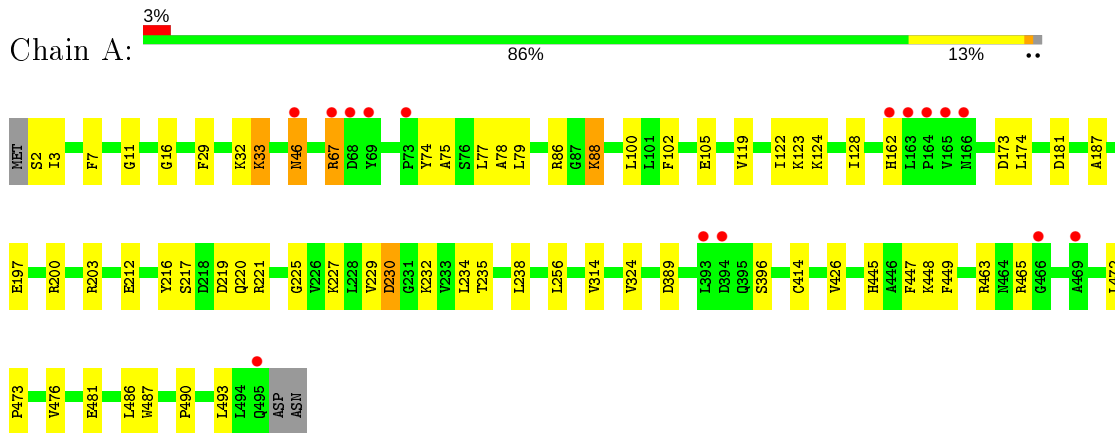 3%
Chain A:
86% 13% ••
MET S2 I3 F7 G11 G16 F29 K32 K33 N46 R67 D68 Y69 P73 Y74 A75 S76 L77 A78 L79 R86 G87 K88 L100 L101 F102 E105 V119 I122 K123 K124 I128 H162 L163 P164 V165 N166 D173 L174 D181 A187
E197 R200 R203 E212 Y216 S217 D218 D219 Q220 R221 G225 V226 K227 L228 V229 D230 G231 K232 V233 L234 T235 L238 L256 V314 V324 D389 L393 D394 Q395 S396 C414 V426 H445 A446 F447 K448 F449 R463 N464 R465 G466 A469 L472
P473 V476 E481 L486 W487 P490 L493 L494 Q495 ASP ASN